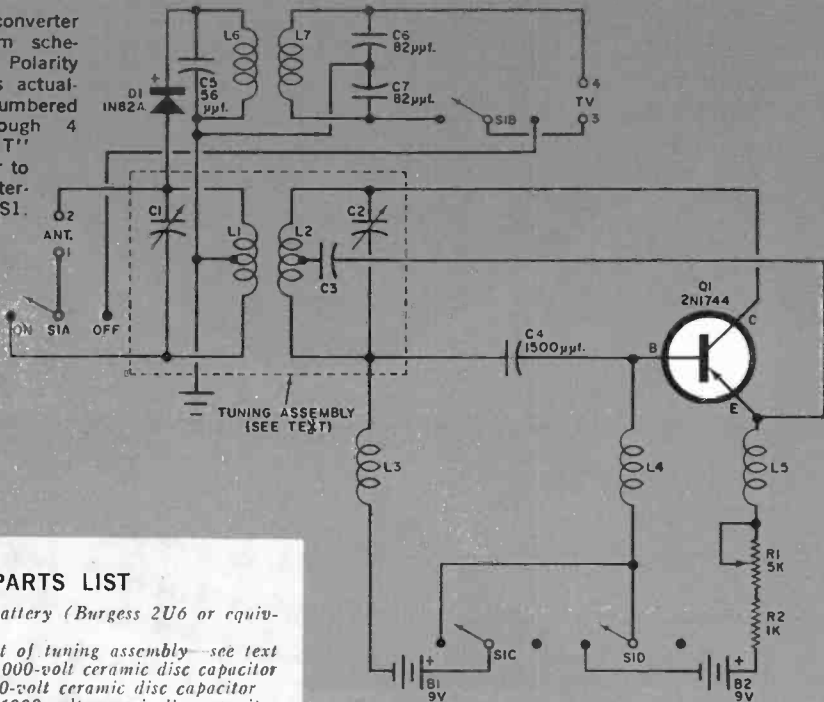 converter
m sche-
Polarity
s actual-
umbered
ough 4
T"
r to
ter-
S1.
L6
L7
C6
82µµf.
C5
56
µµf.
C7
82µµf.
+
D1
1N82A
4
TV
3
S1B
2
ANT.
1
C1
L1
L2
C2
C3
ON
S1A
OFF
Q1
2N1744
C
B
E
C4
1500µµf.
TUNING ASSEMBLY
(SEE TEXT)
L3
L4
L5
R1
5K
R2
1K
S1C
S1D
+
B1
9V
+
B2
9V
PARTS LIST
attery (Burgess 2U6 or equiv-
t of tuning assembly—see text
000-volt ceramic disc capacitor
0-volt ceramic disc capacitor